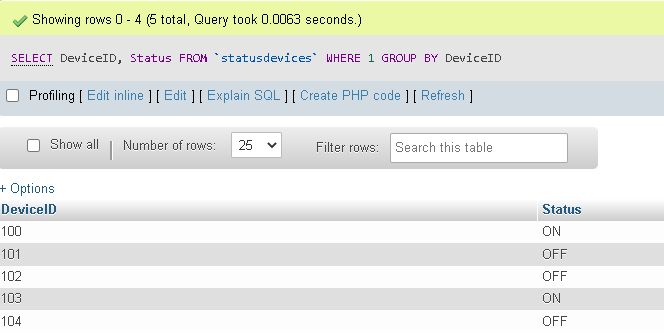 Showing rows 0 - 4 (5 total, Query took 0.0063 seconds.)
SELECT DeviceID, Status FROM `statusdevices` WHERE 1 GROUP BY DeviceID
Profiling [ Edit inline ] [ Edit ] [ Explain SQL ] [ Create PHP code ] [ Refresh ]
Show all | Number of rows: 25 Filter rows: Search this table
+ Options
DeviceID Status
100 ON
101 OFF
102 OFF
103 ON
104 OFF